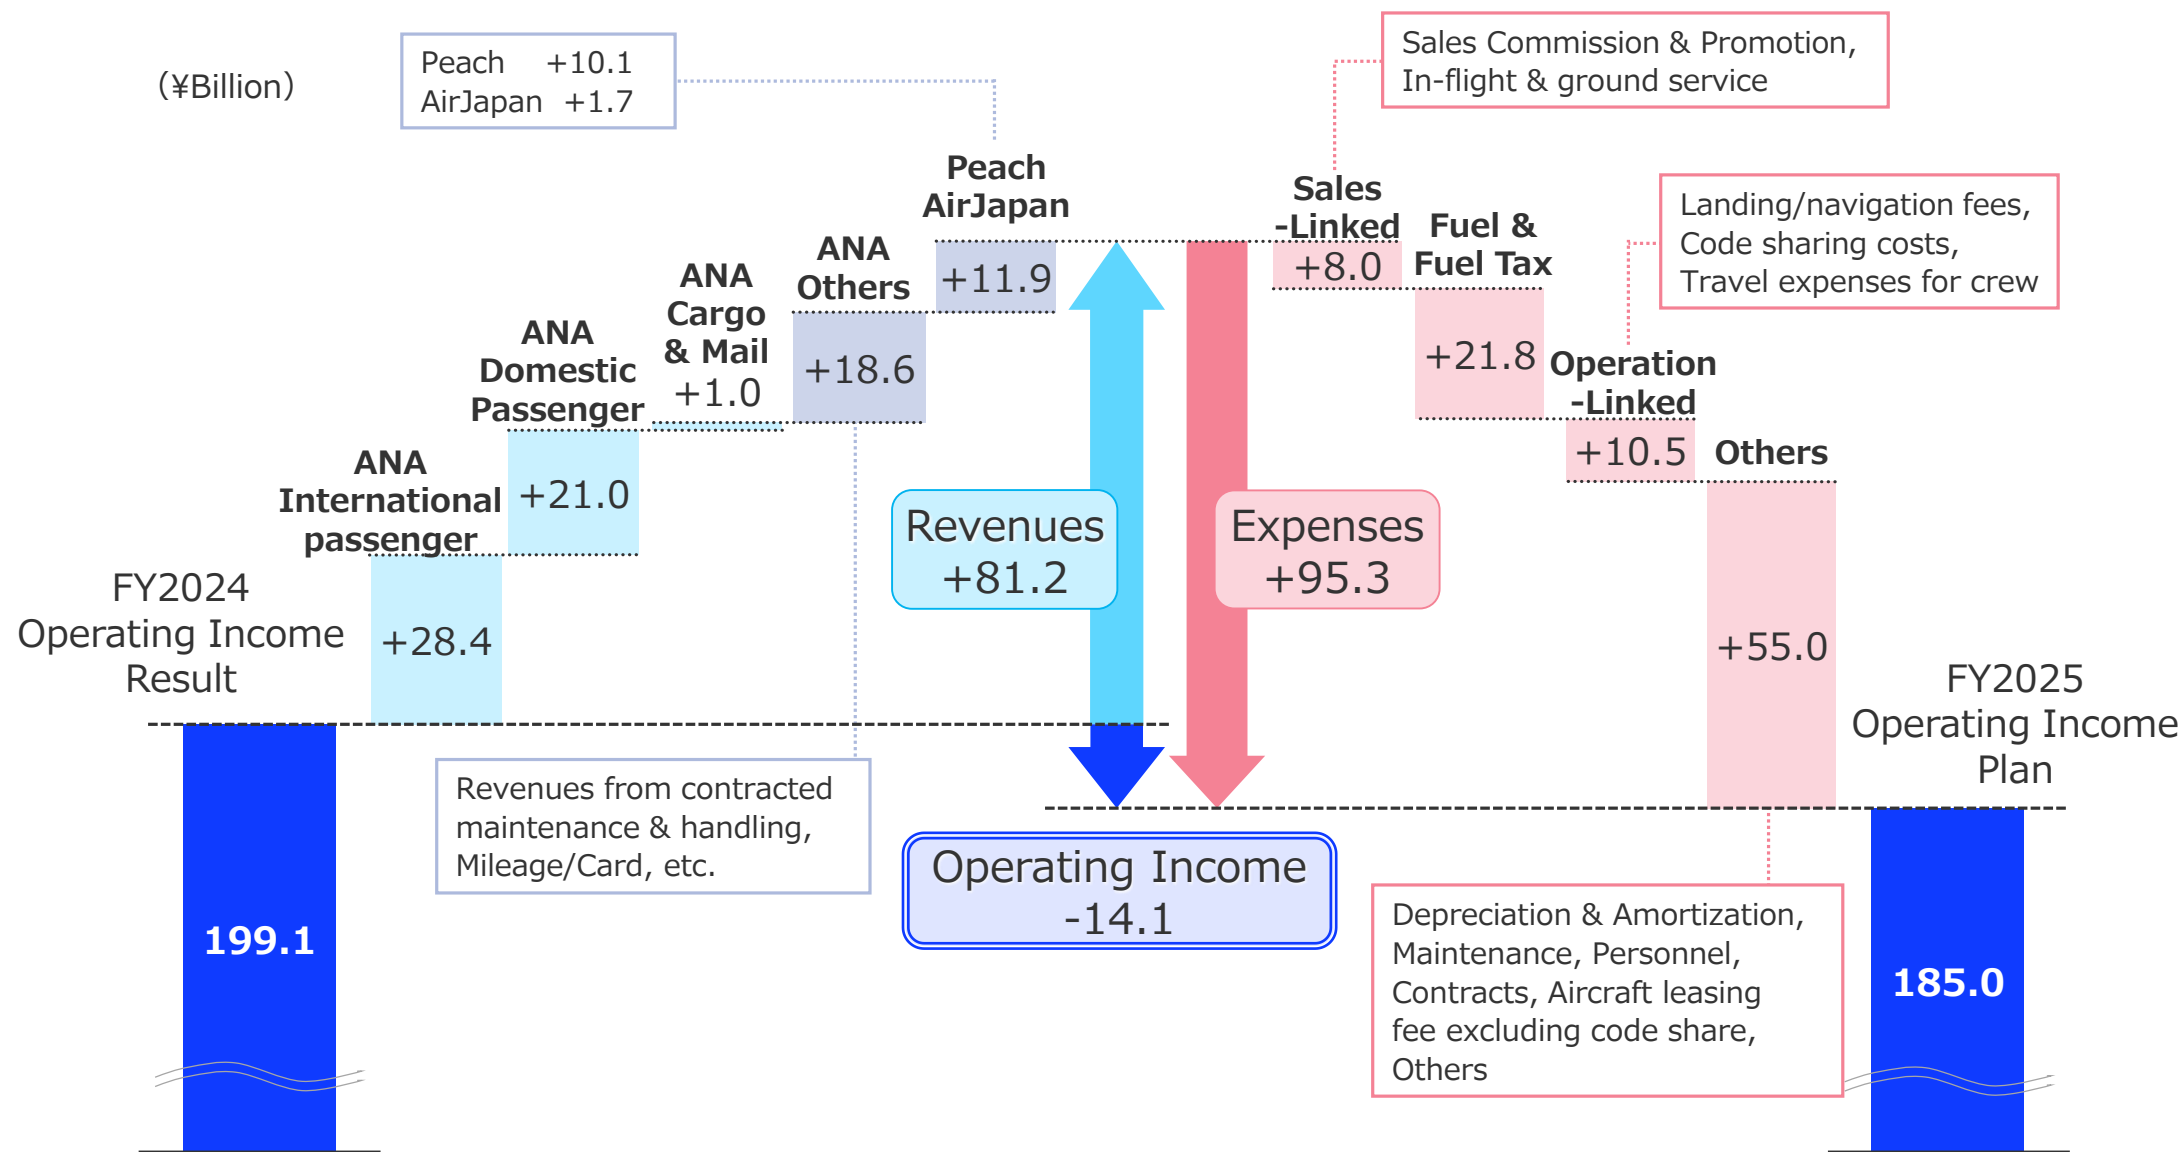 （¥Billion）
Peach +10.1
AirJapan +1.7
Sales Commission & Promotion,
In-flight & ground service
Landing/navigation fees,
Code sharing costs,
Travel expenses for crew
FY2024
Operating Income
Result
199.1
ANA
International
passenger
+28.4
ANA
Domestic
Passenger
+21.0
ANA
Cargo
& Mail
+1.0
ANA
Others
+18.6
Peach
AirJapan
+11.9
Revenues from contracted
maintenance & handling,
Mileage/Card, etc.
Revenues
+81.2
Expenses
+95.3
Operating Income
-14.1
Sales
-Linked
+8.0
Fuel &
Fuel Tax
+21.8
Operation
-Linked
+10.5
Others
+55.0
Depreciation & Amortization,
Maintenance, Personnel,
Contracts, Aircraft leasing
fee excluding code share,
Others
FY2025
Operating Income
Plan
185.0